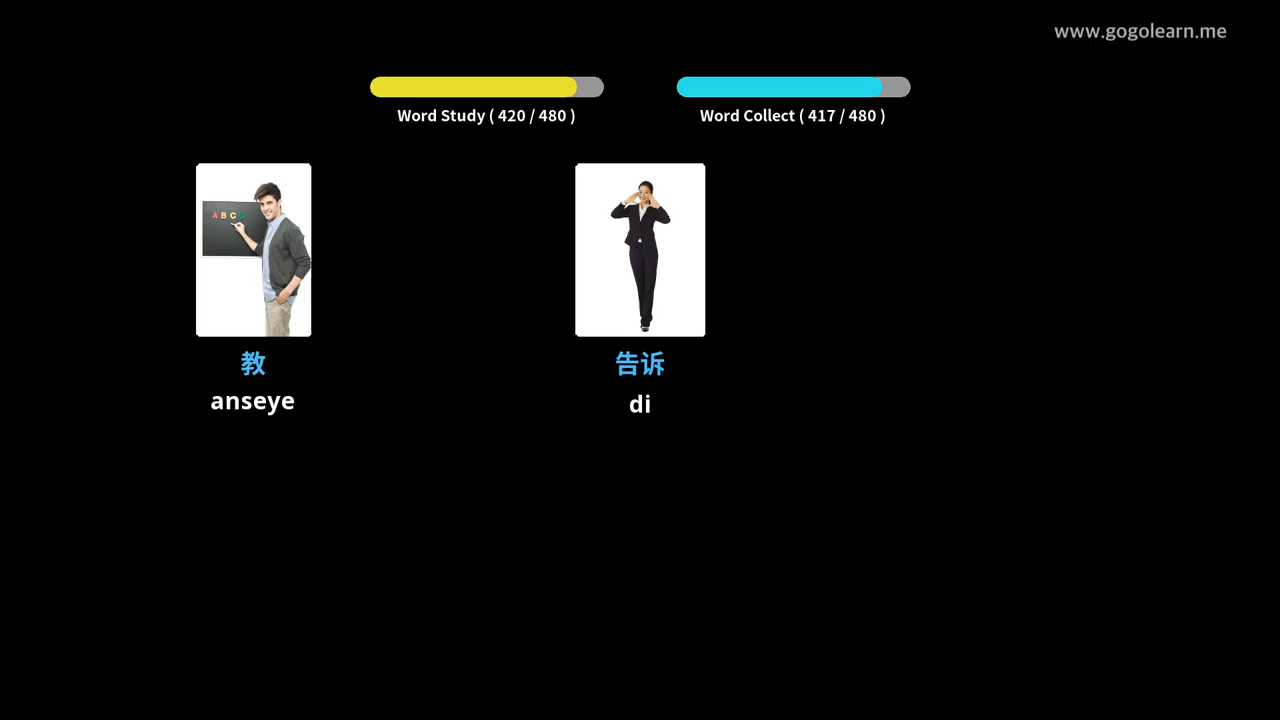 www.gogolearn.me
Word Study ( 420 / 480 )
Word Collect ( 417 / 480 )
A B C D
教
anseye
告诉
di